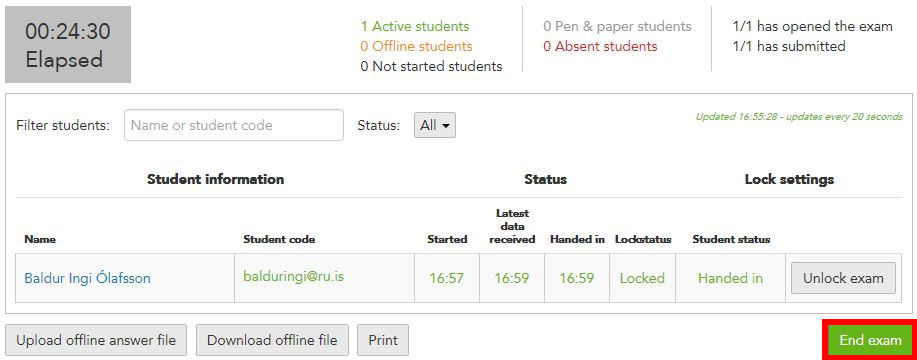 00:24:30
Elapsed
1 Active students
0 Offline students
0 Not started students
0 Pen & paper students
0 Absent students
1/1 has opened the exam
1/1 has submitted
Filter students: Name or student code Status: All
Updated 16:55:28 - updates every 20 seconds
Student information Status Lock settings
Name Student code Started Latest data received Handed in Lockstatus Student status
Baldur Ingi Ólafsson balduringi@ru.is 16:57 16:59 16:59 Locked Handed in Unlock exam
Upload offline answer file Download offline file Print End exam